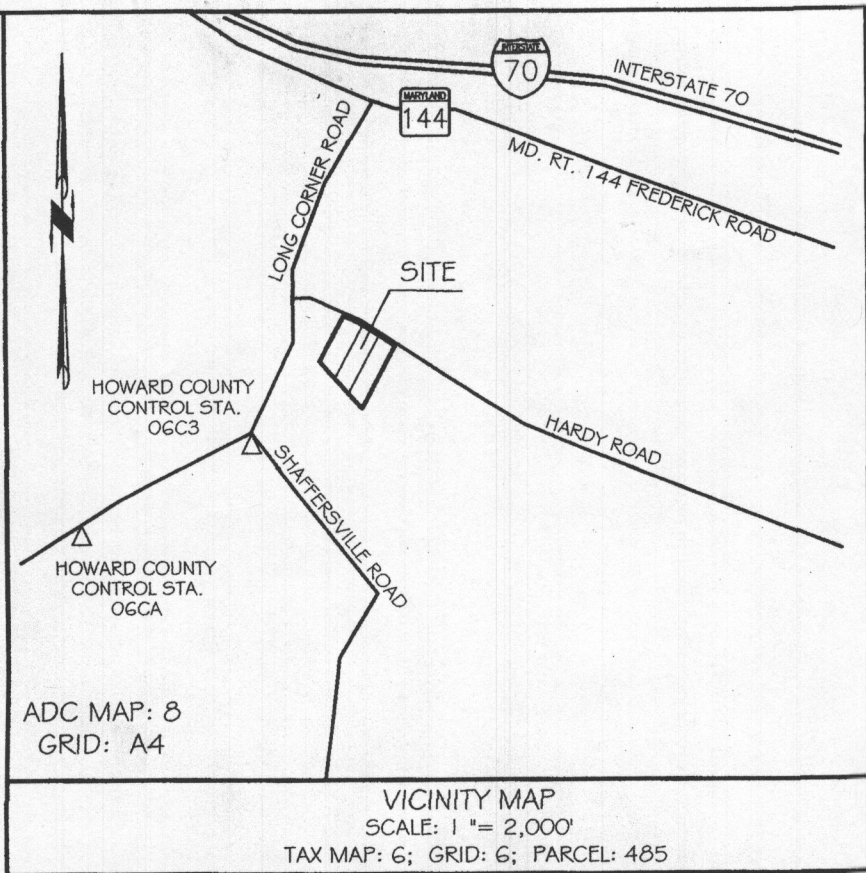 INTERSTATE
70
INTERSTATE 70
MARYLAND
144
MD. RT. 144 FREDERICK ROAD
LONG CORNER ROAD
SITE
HOWARD COUNTY
CONTROL STA.
06C3
HARDY ROAD
SHAFFERSVILLE ROAD
HOWARD COUNTY
CONTROL STA.
06CA
ADC MAP: 8
GRID: A4
VICINITY MAP
SCALE: 1 "= 2,000'
TAX MAP: 6; GRID: 6; PARCEL: 485